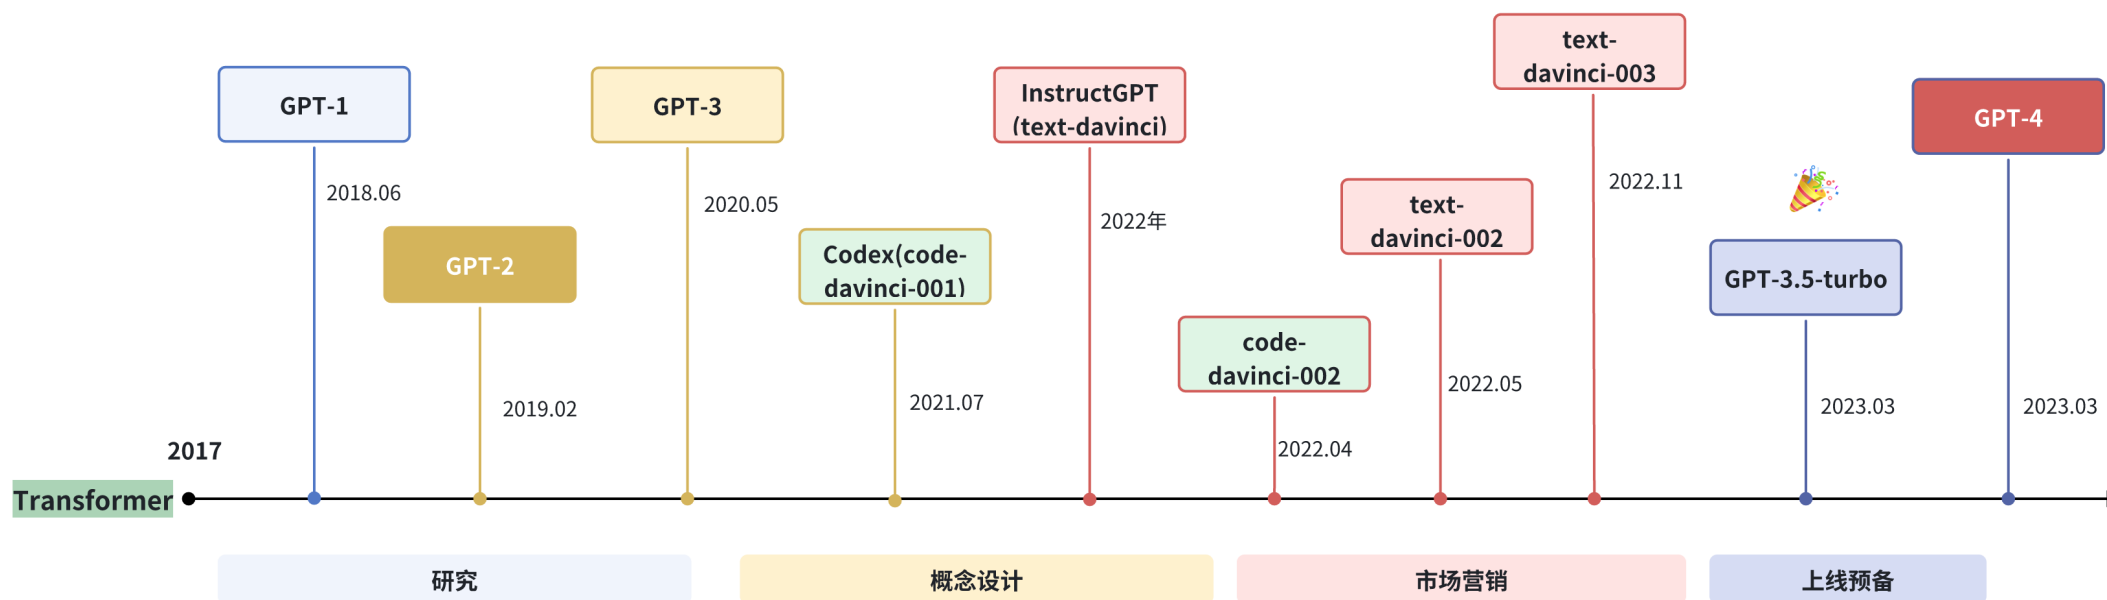 GPT-1
2018.06
GPT-2
2019.02
GPT-3
2020.05
Codex(code-
davinci-001)
2021.07
InstructGPT
(text-davinci)
2022年
code-
davinci-002
2022.04
text-
davinci-002
2022.05
text-
davinci-003
2022.11
GPT-3.5-turbo
2023.03
GPT-4
2023.03
2017
Transformer
研究
概念设计
市场营销
上线预备